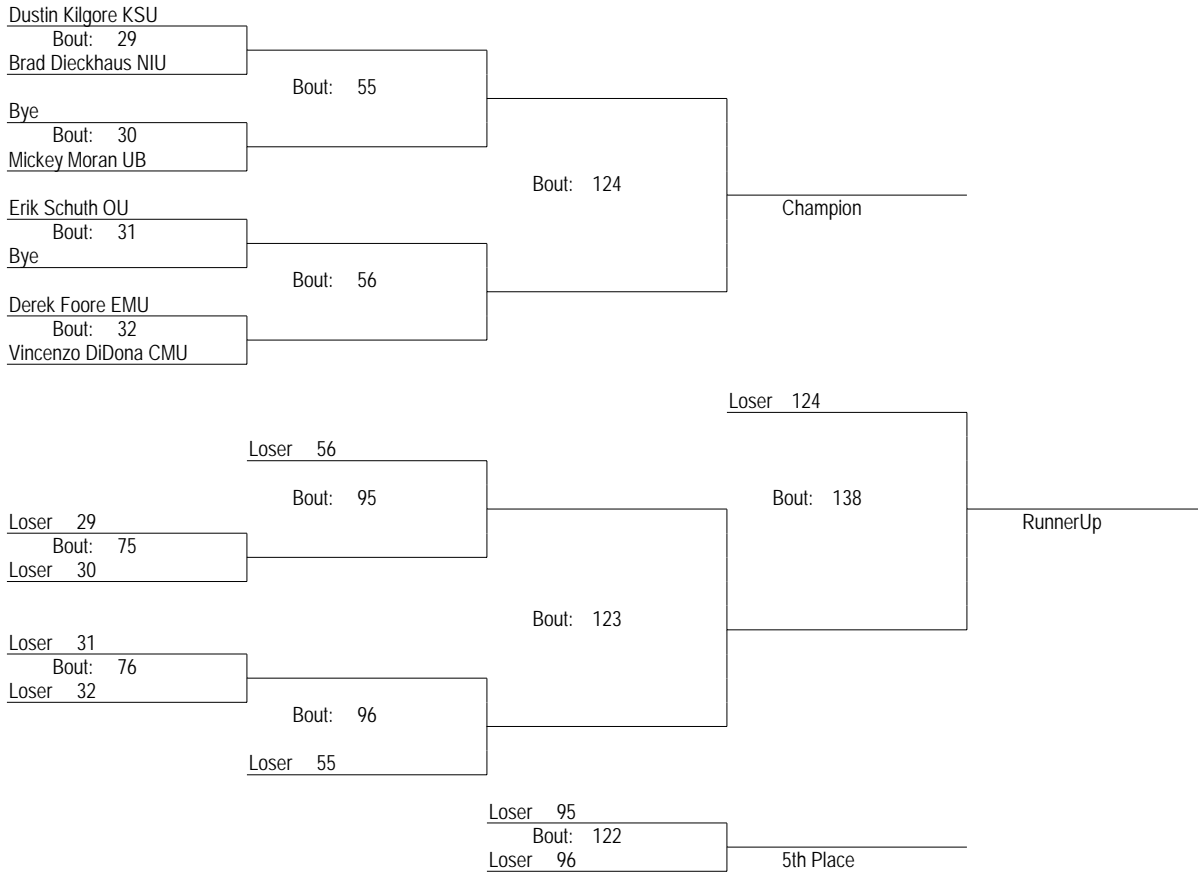 Dustin Kilgore KSU
Bout: 29
Brad Dieckhaus NIU
Bout: 55
Bye
Bout: 30
Mickey Moran UB
Bout: 124
Erik Schuth OU
Champion
Bout: 31
Bye
Bout: 56
Derek Foore EMU
Bout: 32
Vincenzo DiDona CMU
Loser 124
Loser 56
Bout: 95
Bout: 138
Loser 29
RunnerUp
Bout: 75
Loser 30
Bout: 123
Loser 31
Bout: 76
Loser 32
Bout: 96
Loser 55
Loser 95
Bout: 122
Loser 96
5th Place